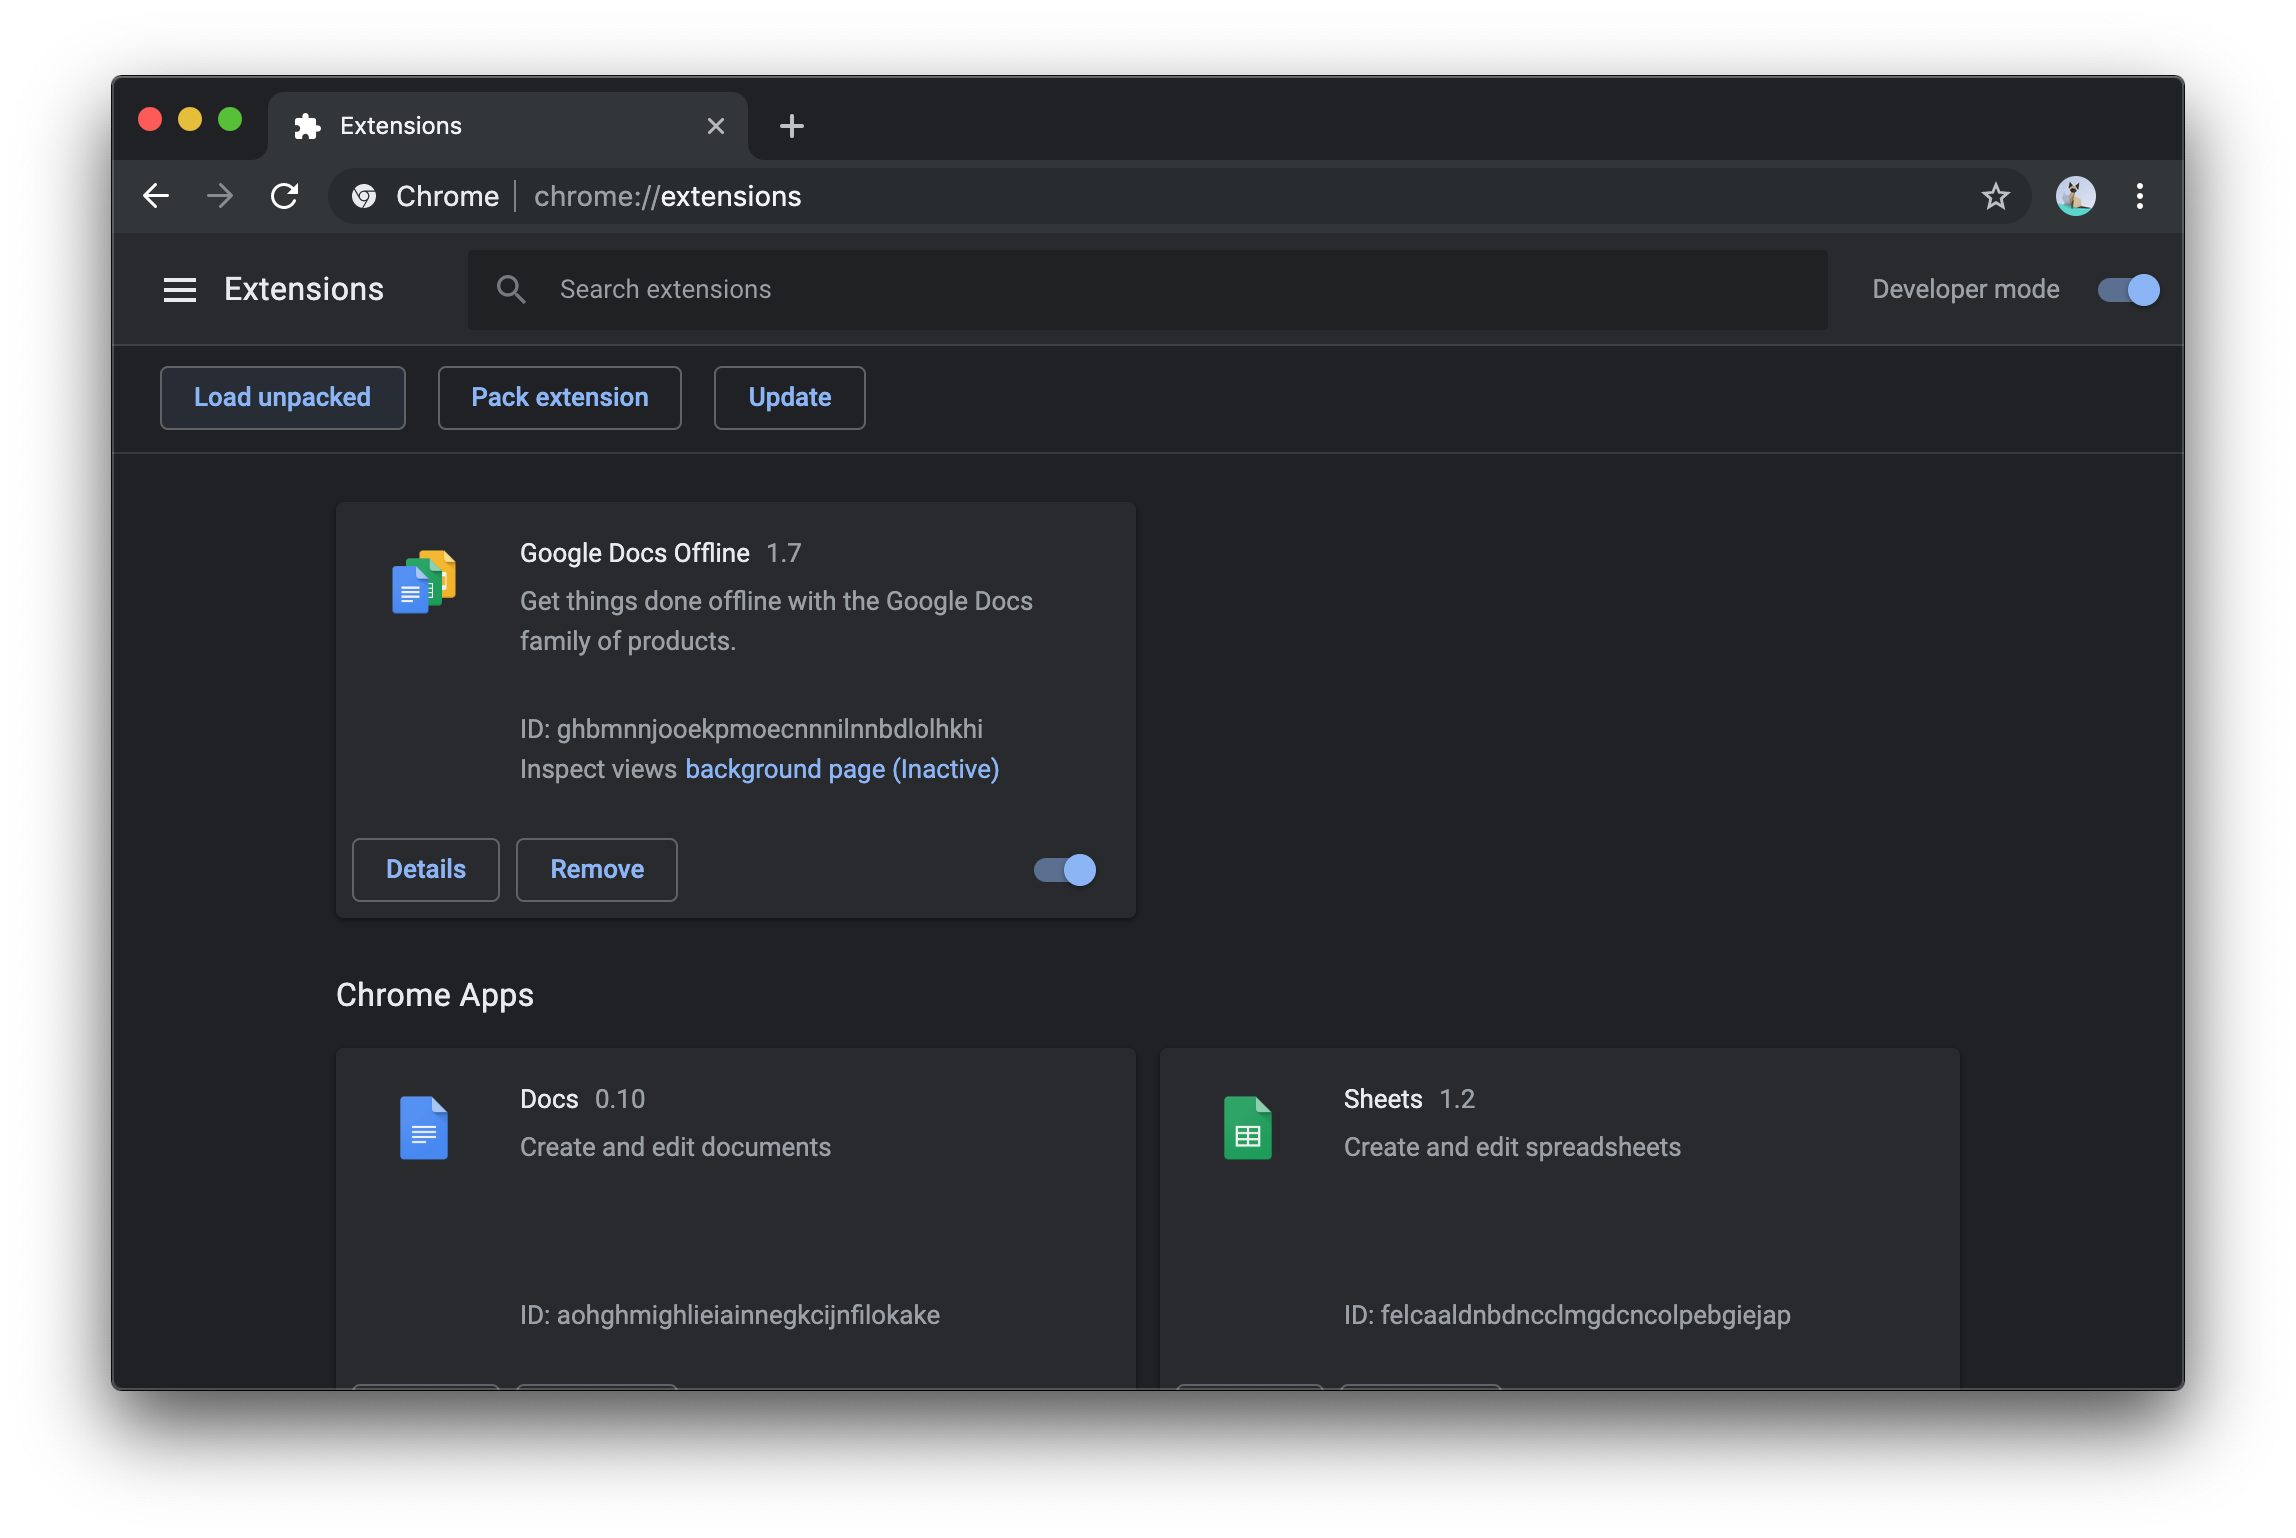 Extensions
Chrome | chrome://extensions
Extensions
Search extensions
Developer mode
Load unpacked
Pack extension
Update
Google Docs Offline 1.7
Get things done offline with the Google Docs
family of products.
ID: ghbmnnjooekpmoecnnnilnnbdlolhkhi
Inspect views background page (Inactive)
Details
Remove
Chrome Apps
Docs 0.10
Create and edit documents
ID: aohghmighlieiainnegkcijnfilokake
Sheets 1.2
Create and edit spreadsheets
ID: felcaaldnbdncclmgdcncolpebgiejap